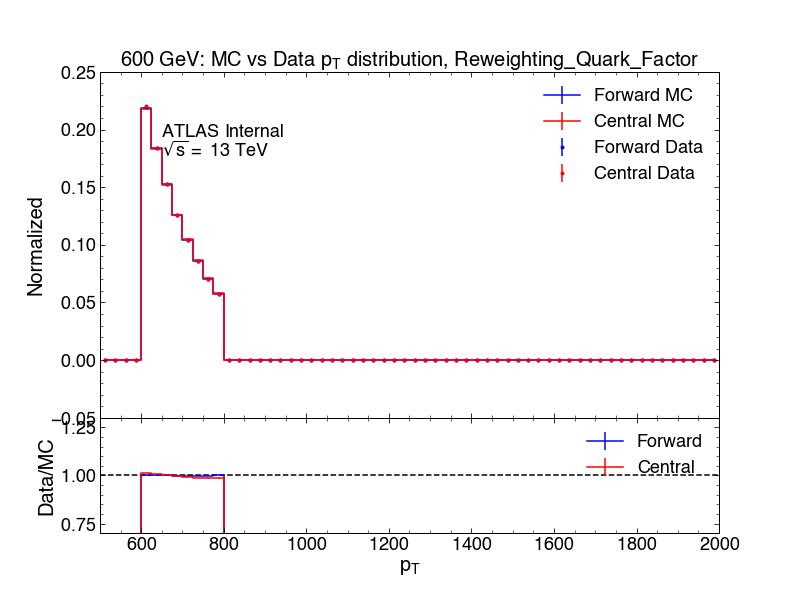 600 GeV: MC vs Data pT distribution, Reweighting_Quark_Factor
0.25
0.20
0.15
0.10
0.05
0.00
−0.05
Normalized
ATLAS Internal
√s = 13 TeV
Forward MC
Central MC
Forward Data
Central Data
1.25
1.00
0.75
Data/MC
Forward
Central
600 800 1000 1200 1400 1600 1800 2000
pT